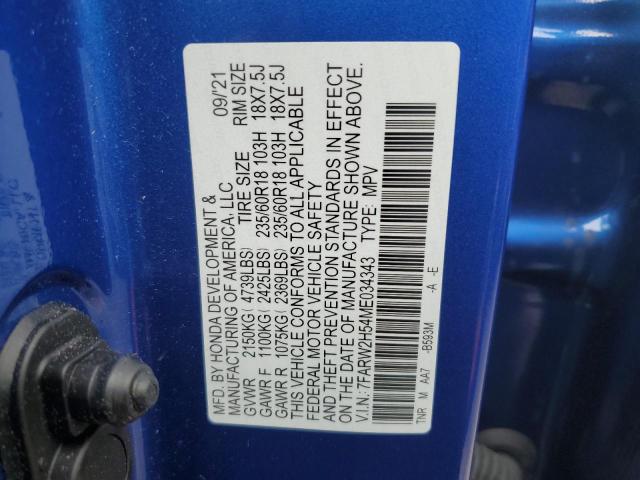 MFD. BY HONDA DEVELOPMENT & 09/'21
MANUFACTURING OF AMERICA, LLC
TIRE SIZE RIM SIZE
GVWR 2150KG ( 4739LBS)
GAWR F 1100KG ( 2425LBS) 235/60R18 103H 18X7.5J
GAWR R 1075KG ( 2369LBS) 235/60R18 103H 18X7.5J
THIS VEHICLE CONFORMS TO ALL APPLICABLE
FEDERAL MOTOR VEHICLE SAFETY
AND THEFT PREVENTION STANDARDS IN EFFECT
ON THE DATE OF MANUFACTURE SHOWN ABOVE.
V.I.N.: 7FARW2H54ME034343 TYPE: MPV
TNR M AA7 -B593M -A -E